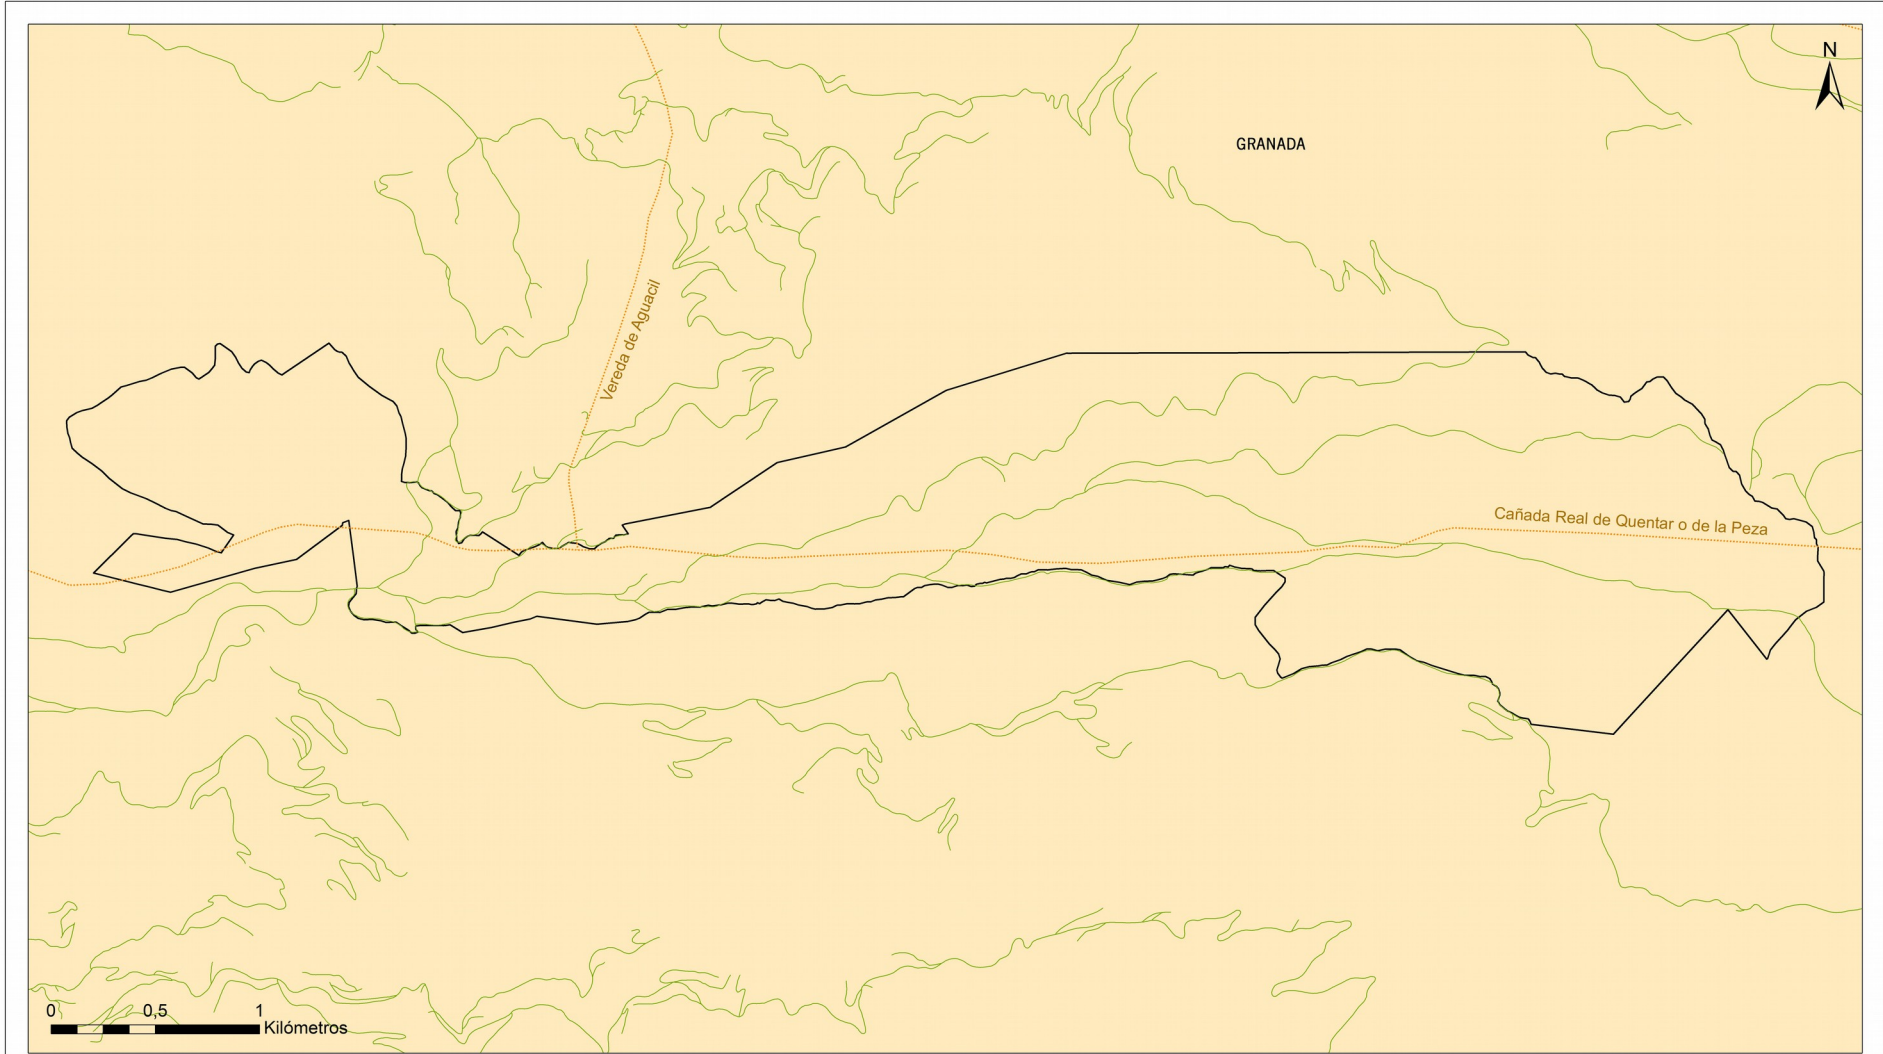 N
GRANADA
Vereda de Aguacil
Cañada Real de Quentar o de la Peza
0 0,5 1
Kilómetros